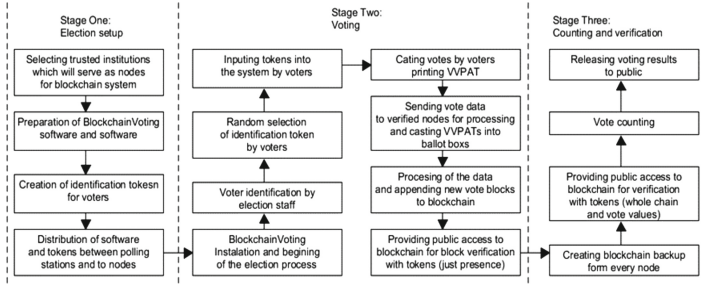 Stage One:
Election setup
Selecting trusted institutions
which will serve as nodes
for blockchain system
Preparation of BlockchainVoting
software and software
Creation of identification tokesn
for voters
Distribution of software
and tokens between polling
stations and to nodes
Stage Two:
Voting
BlockchainVoting
Instalation and begining
of the election process
Voter identification by
election staff
Random selection
of identification token
by voters
Inputing tokens into
the system by voters
Cating votes by voters
printing VVPAT
Sending vote data
to verified nodes for processing
and casting VVPATs into
ballot boxs
Procesing of the data
and appending new vote blocks
to blockchain
Providing public access to
blockchain for block verification
with tokens (just presence)
Stage Three:
Counting and verification
Creating blockchain backup
form every node
Providing public access to
blockchain for verification
with tokens (whole chain
and vote values)
Vote counting
Releasing voting results
to public